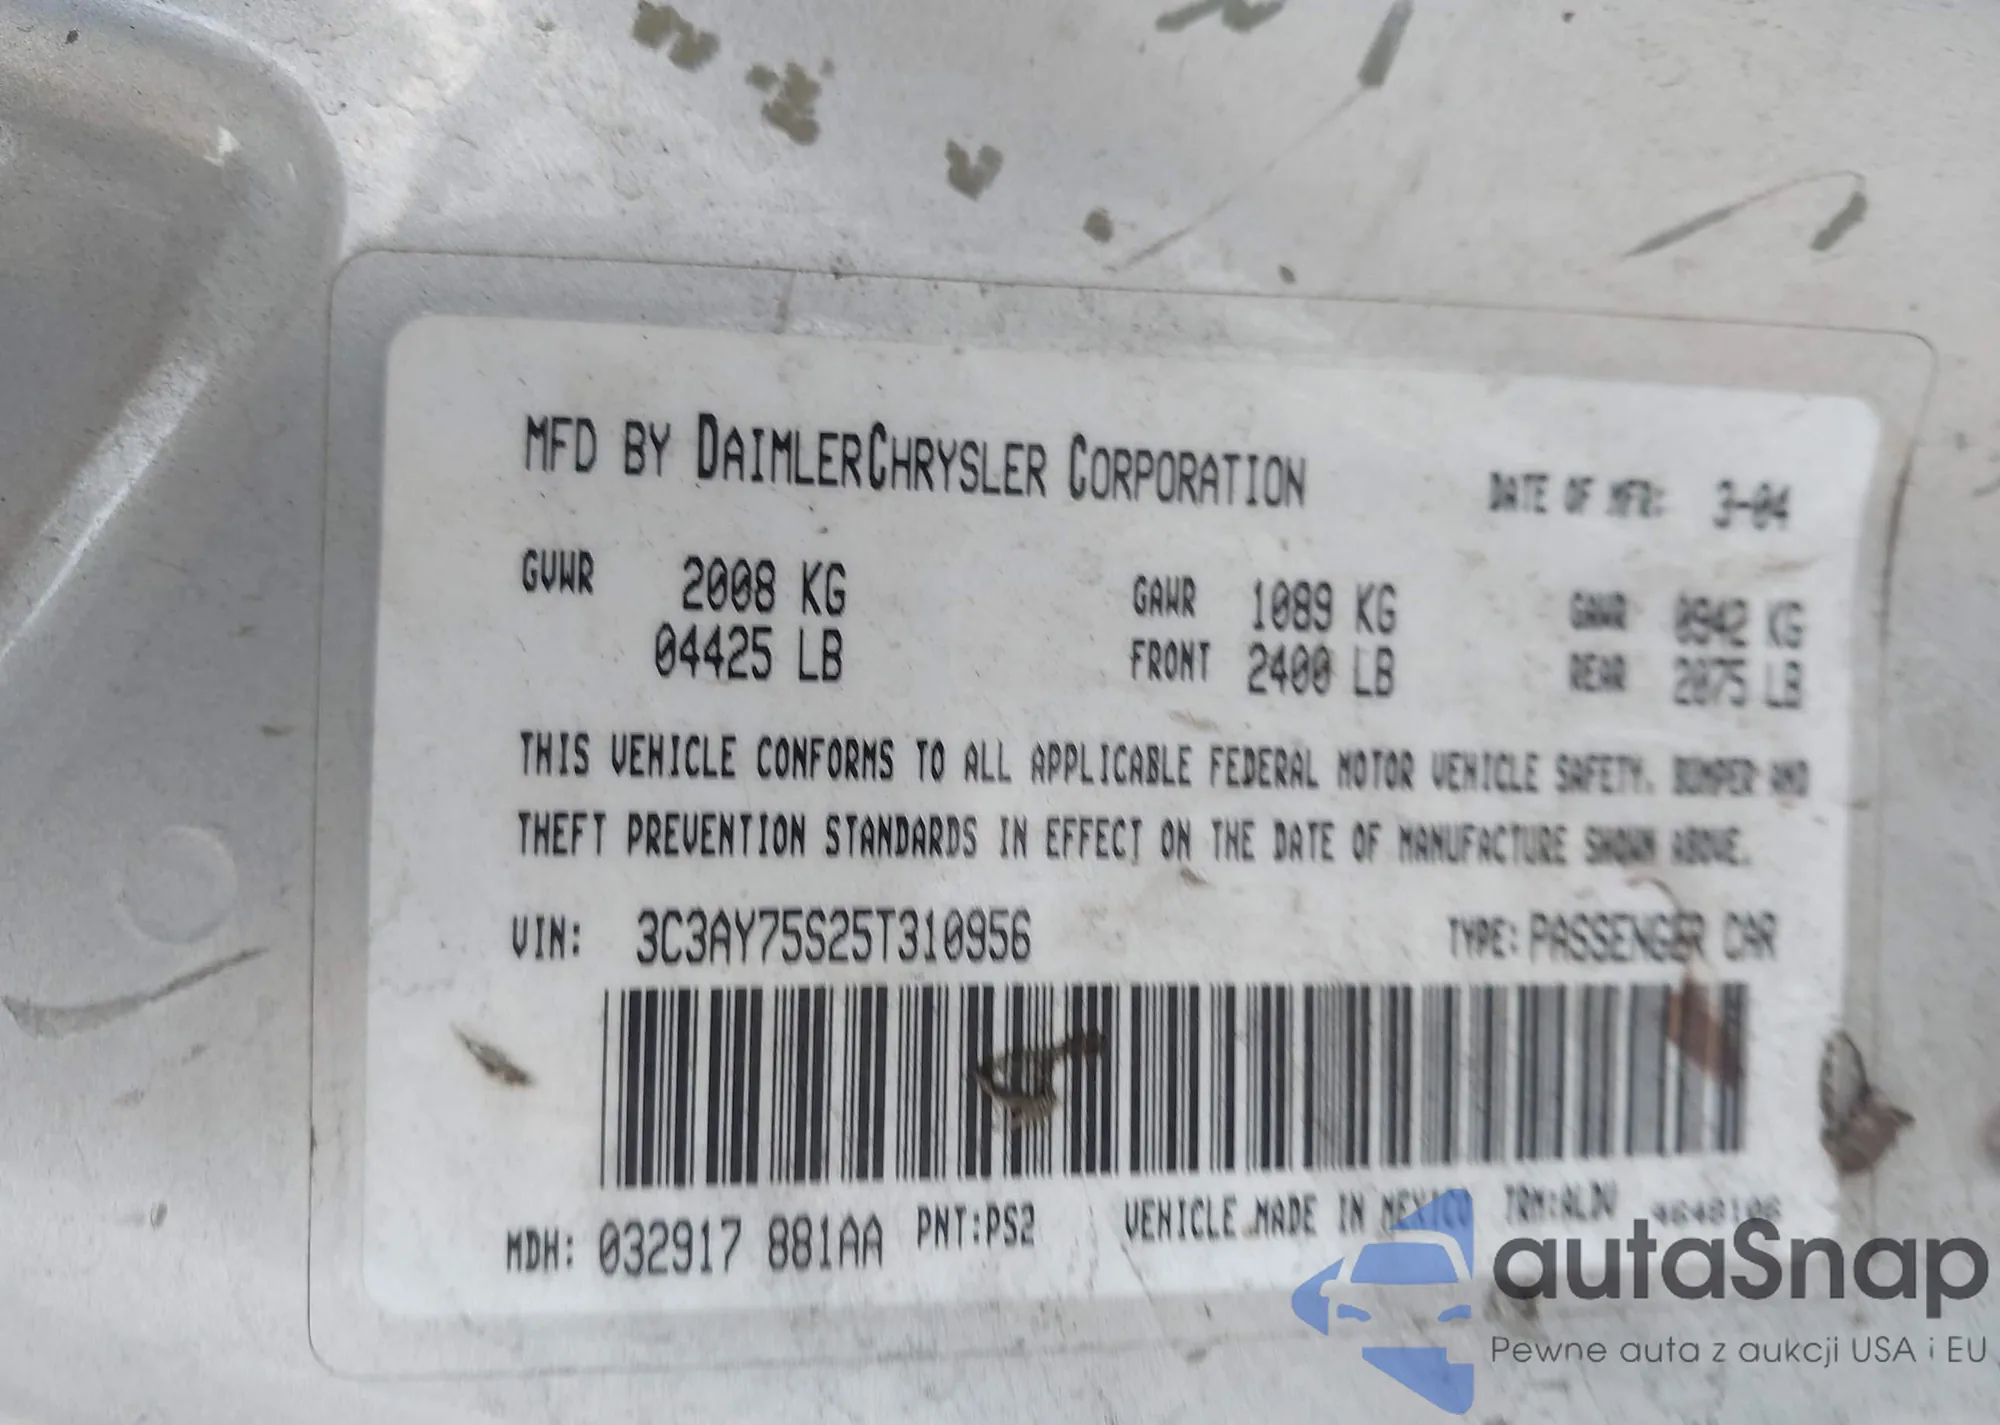 MFD BY DAIMLERCHRYSLER CORPORATION DATE OF MFR: 3-04
GVWR 2008 KG GAWR 1089 KG GAWR 0942 KG
04425 LB FRONT 2400 LB REAR 2075 LB
THIS VEHICLE CONFORMS TO ALL APPLICABLE FEDERAL MOTOR VEHICLE SAFETY, BUMPER AND
THEFT PREVENTION STANDARDS IN EFFECT ON THE DATE OF MANUFACTURE SHOWN ABOVE.
VIN: 3C3AY75S25T310956 TYPE: PASSENGER CAR
MDH: 032917 881AA PNT:PS2 VEHICLE MADE IN MEXICO TRM:ALDV
autoSnap
Pewne auta z aukcji USA i EU